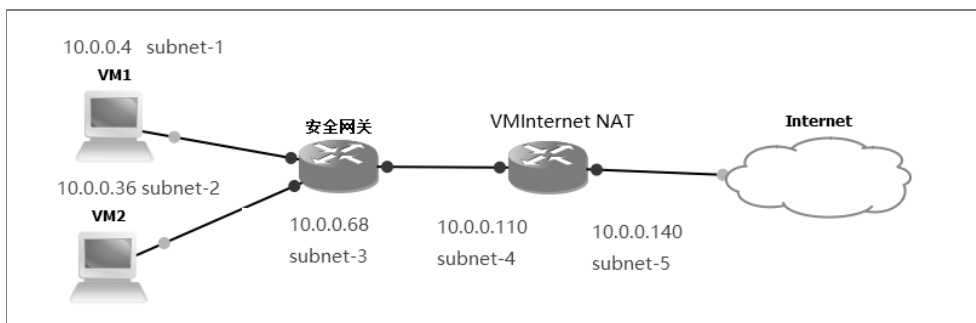 10.0.0.4 subnet-1
VM1
安全网关
VMInternet NAT
Internet
10.0.0.36 subnet-2
VM2
10.0.0.68
subnet-3
10.0.0.110
subnet-4
10.0.0.140
subnet-5